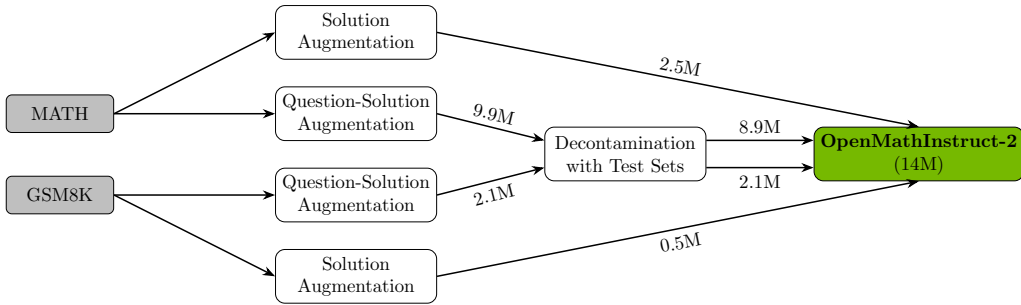 Solution
Augmentation
2.5M
MATH
Question-Solution
Augmentation
9.9M
Decontamination
with Test Sets
8.9M
2.1M
OpenMathInstruct-2
(14M)
GSM8K
Question-Solution
Augmentation
2.1M
Solution
Augmentation
0.5M